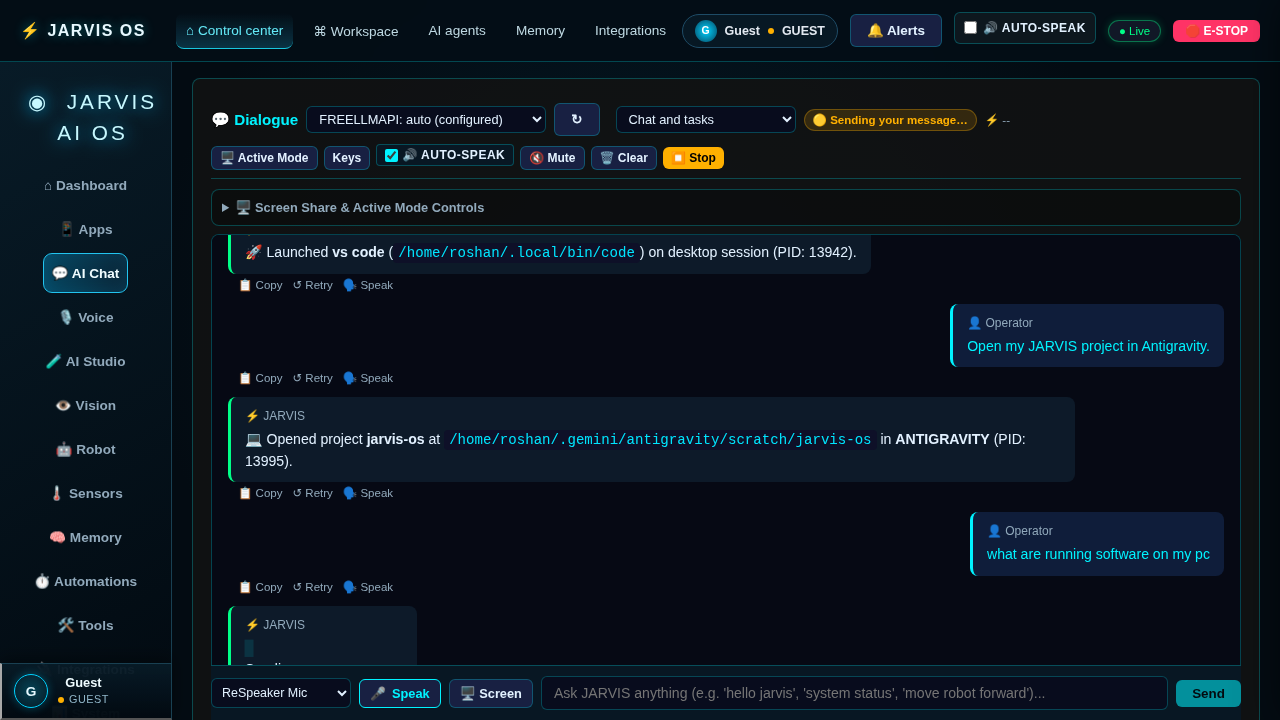 ⚡ JARVIS OS
⌂ Control center
⌘ Workspace
AI agents
Memory
Integrations
G Guest GUEST
🔔 Alerts
🔊 AUTO-SPEAK
● Live
🛑 E-STOP
◉ JARVIS
AI OS
⌂ Dashboard
📱 Apps
💬 AI Chat
🎙️ Voice
🧪 AI Studio
👁️ Vision
🤖 Robot
🌡️ Sensors
🧠 Memory
⏱️ Automations
🛠️ Tools
Integrations
G Guest
GUEST
💬 Dialogue
FREELLMAPI: auto (configured)
↻
Chat and tasks
🟡 Sending your message…
⚡ --
🖥️ Active Mode
Keys
🔊 AUTO-SPEAK
🔇 Mute
🗑️ Clear
⏹️ Stop
▶ 🖥️ Screen Share & Active Mode Controls
🚀 Launched vs code ( /home/roshan/.local/bin/code ) on desktop session (PID: 13942).
📋 Copy ↺ Retry 🗣️ Speak
👤 Operator
Open my JARVIS project in Antigravity.
📋 Copy ↺ Retry 🗣️ Speak
⚡ JARVIS
💻 Opened project jarvis-os at /home/roshan/.gemini/antigravity/scratch/jarvis-os in ANTIGRAVITY (PID:
13995).
📋 Copy ↺ Retry 🗣️ Speak
👤 Operator
what are running software on my pc
📋 Copy ↺ Retry 🗣️ Speak
⚡ JARVIS
ReSpeaker Mic
🎤 Speak
🖥️ Screen
Ask JARVIS anything (e.g. 'hello jarvis', 'system status', 'move robot forward')...
Send